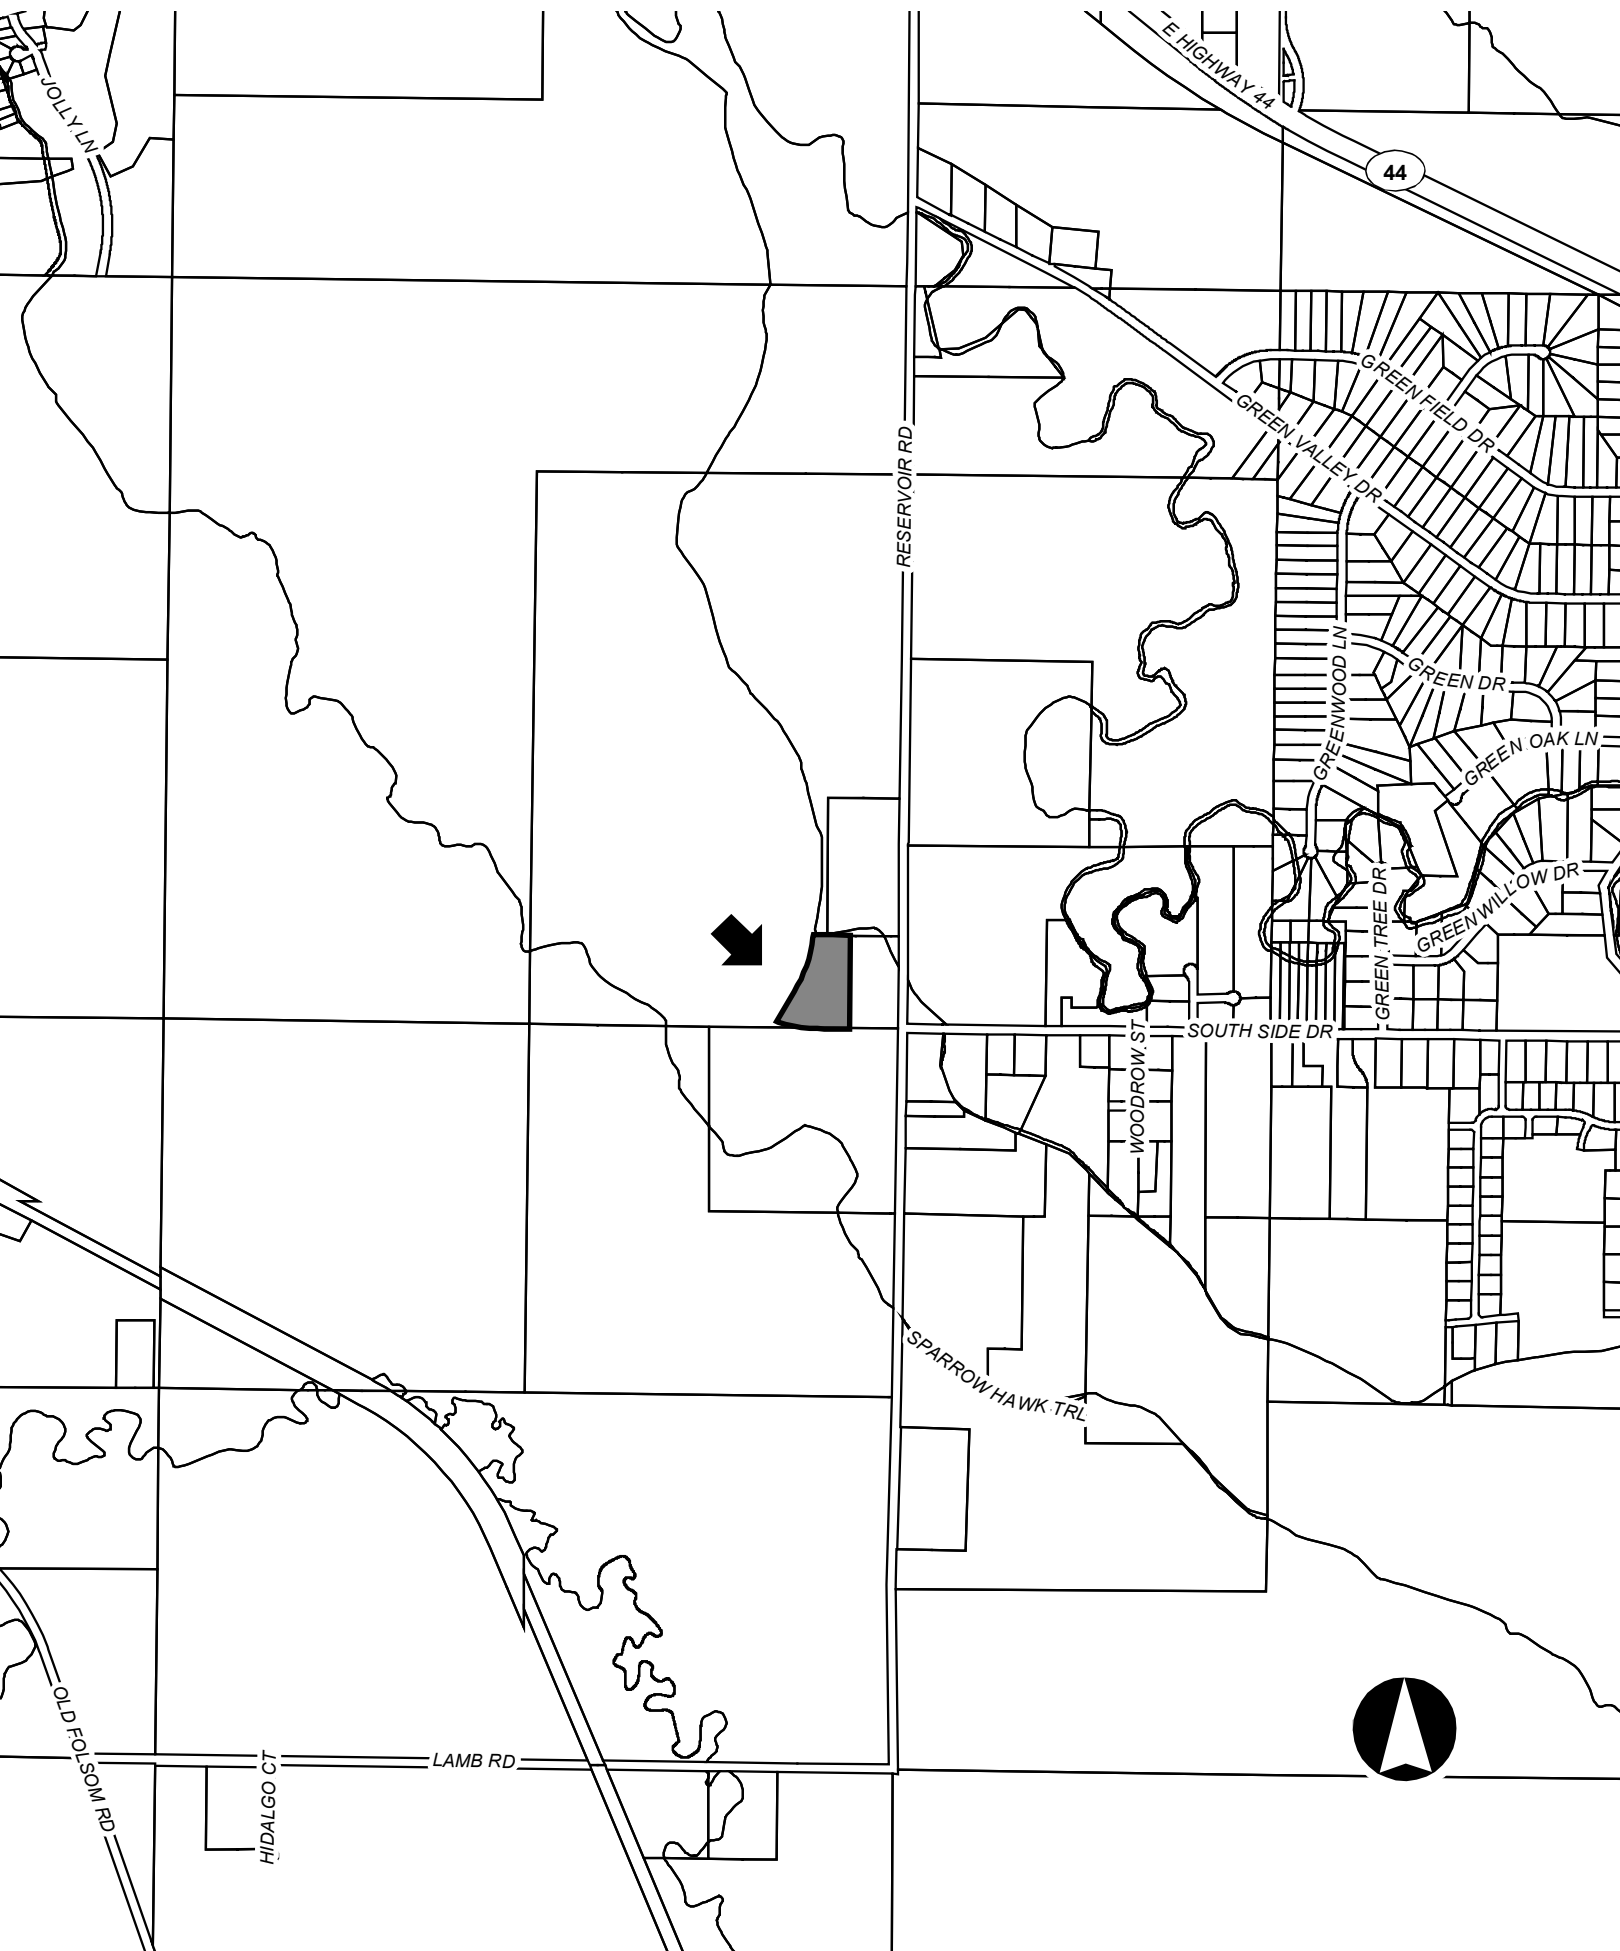 E HIGHWAY 44
JOLLY LN
44
GREEN FIELD DR
GREEN VALLEY DR
RESERVOIR RD
GREENWOOD LN
GREEN DR
GREEN OAK LN
GREEN TREE DR
GREEN WILLOW DR
SOUTH SIDE DR
WOODROW ST
SPARROW HAWK TRL
OLD FOLSOM RD
HIDALGO CT
LAMB RD